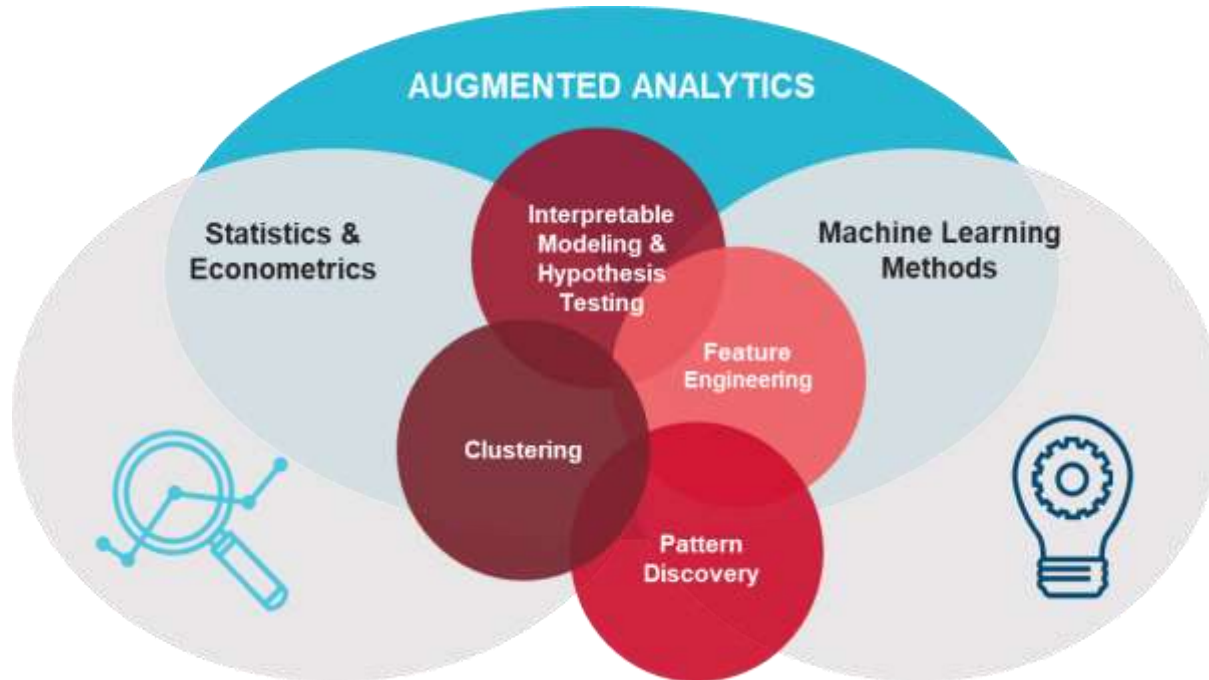 AUGMENTED ANALYTICS
Statistics &
Econometrics
Interpretable
Modeling &
Hypothesis
Testing
Machine Learning
Methods
Feature
Engineering
Clustering
Pattern
Discovery